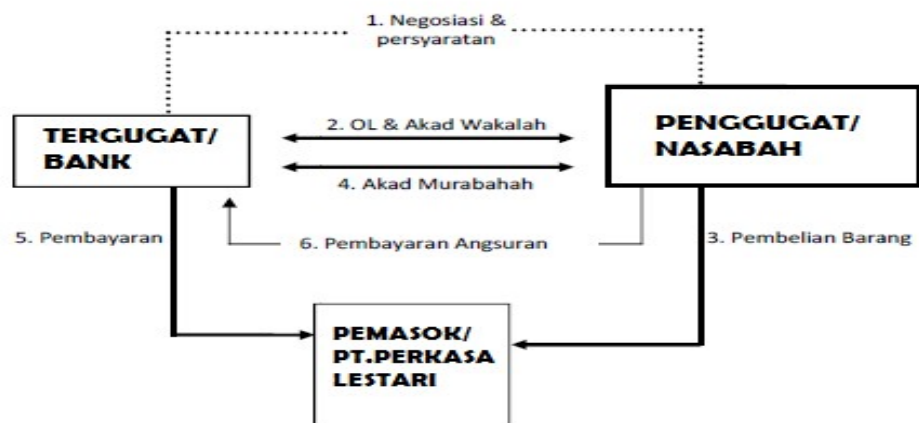 1. Negosiasi &
persyaratan
TERGUGAT/
BANK
2. OL & Akad Wakalah
4. Akad Murabahah
PENGGUGAT/
NASABAH
5. Pembayaran
6. Pembayaran Angsuran
3. Pembelian Barang
PEMASOK/
PT.PERKASA
LESTARI